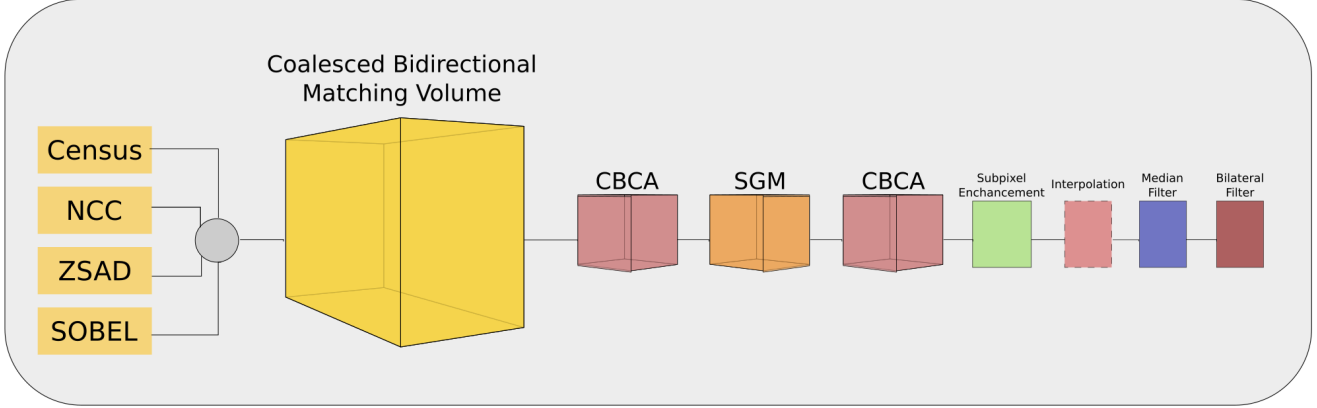 Coalesced Bidirectional
Matching Volume
Census
NCC
ZSAD
SOBEL
CBCA
SGM
CBCA
Subpixel
Enchancement
Interpolation
Median
Filter
Bilateral
Filter